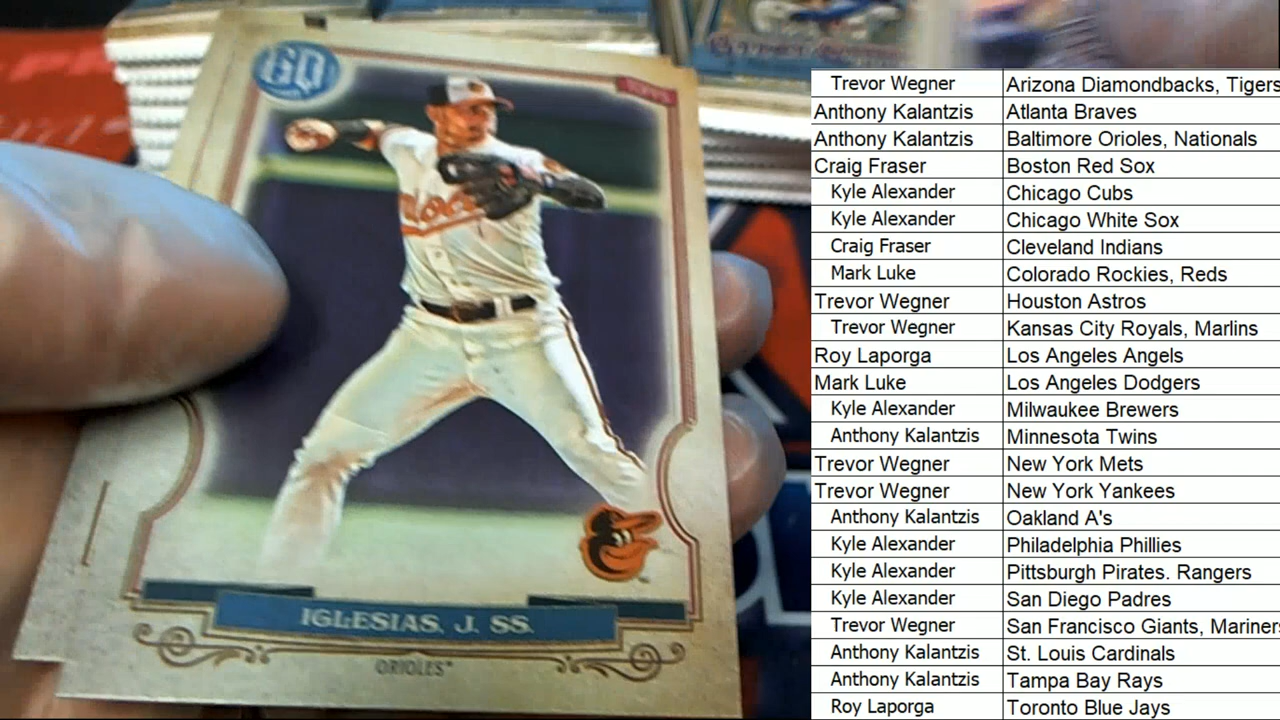 GQ
TOPPS
IGLESIAS, J. SS.
ORIOLES
Trevor Wegner Arizona Diamondbacks, Tigers
Anthony Kalantzis Atlanta Braves
Anthony Kalantzis Baltimore Orioles, Nationals
Craig Fraser Boston Red Sox
Kyle Alexander Chicago Cubs
Kyle Alexander Chicago White Sox
Craig Fraser Cleveland Indians
Mark Luke Colorado Rockies, Reds
Trevor Wegner Houston Astros
Trevor Wegner Kansas City Royals, Marlins
Roy Laporga Los Angeles Angels
Mark Luke Los Angeles Dodgers
Kyle Alexander Milwaukee Brewers
Anthony Kalantzis Minnesota Twins
Trevor Wegner New York Mets
Trevor Wegner New York Yankees
Anthony Kalantzis Oakland A's
Kyle Alexander Philadelphia Phillies
Kyle Alexander Pittsburgh Pirates. Rangers
Kyle Alexander San Diego Padres
Trevor Wegner San Francisco Giants, Mariners
Anthony Kalantzis St. Louis Cardinals
Anthony Kalantzis Tampa Bay Rays
Roy Laporga Toronto Blue Jays